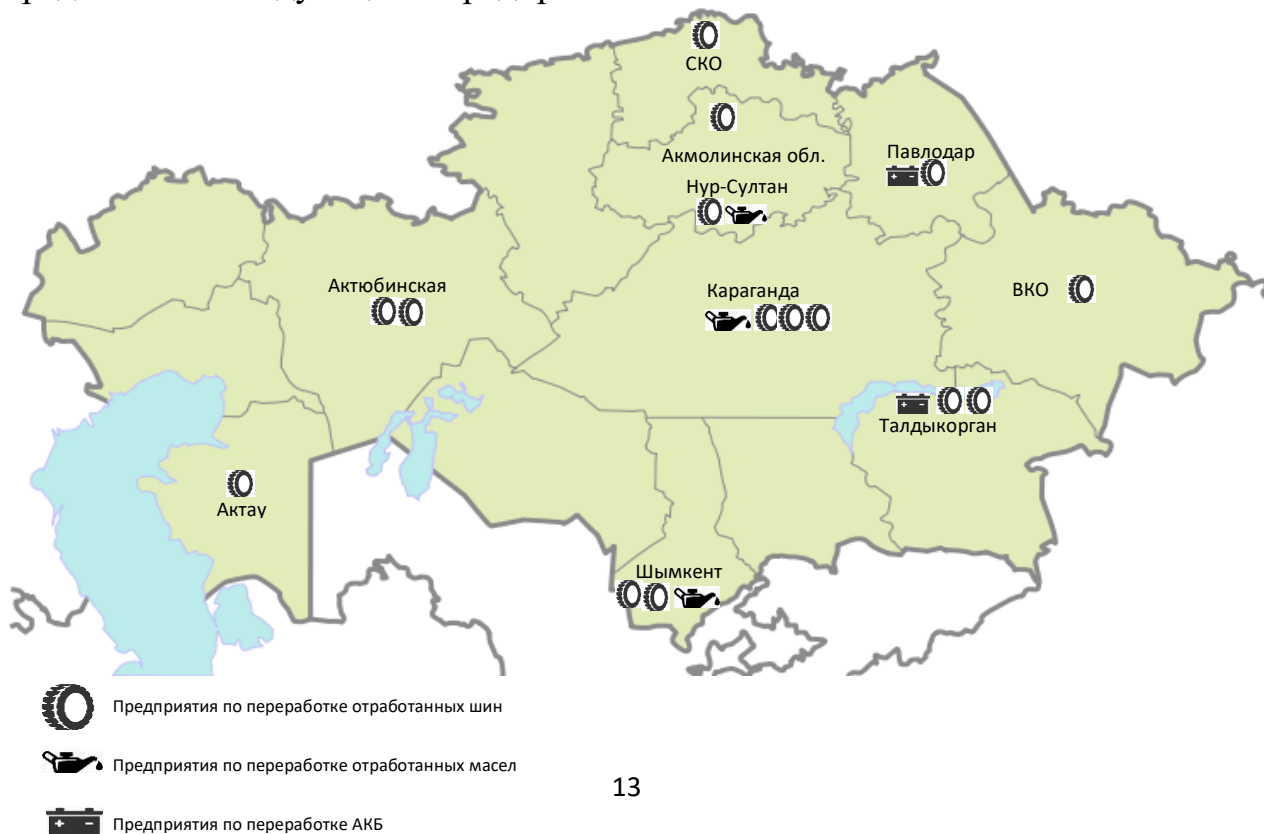 СКО
Акмолинская обл.
Павлодар
Нур-Султан
Актюбинская
Караганда
ВКО
Талдыкорган
Актау
Шымкент
Предприятия по переработке отработанных шин
Предприятия по переработке отработанных масел
13
Предприятия по переработке АКБ